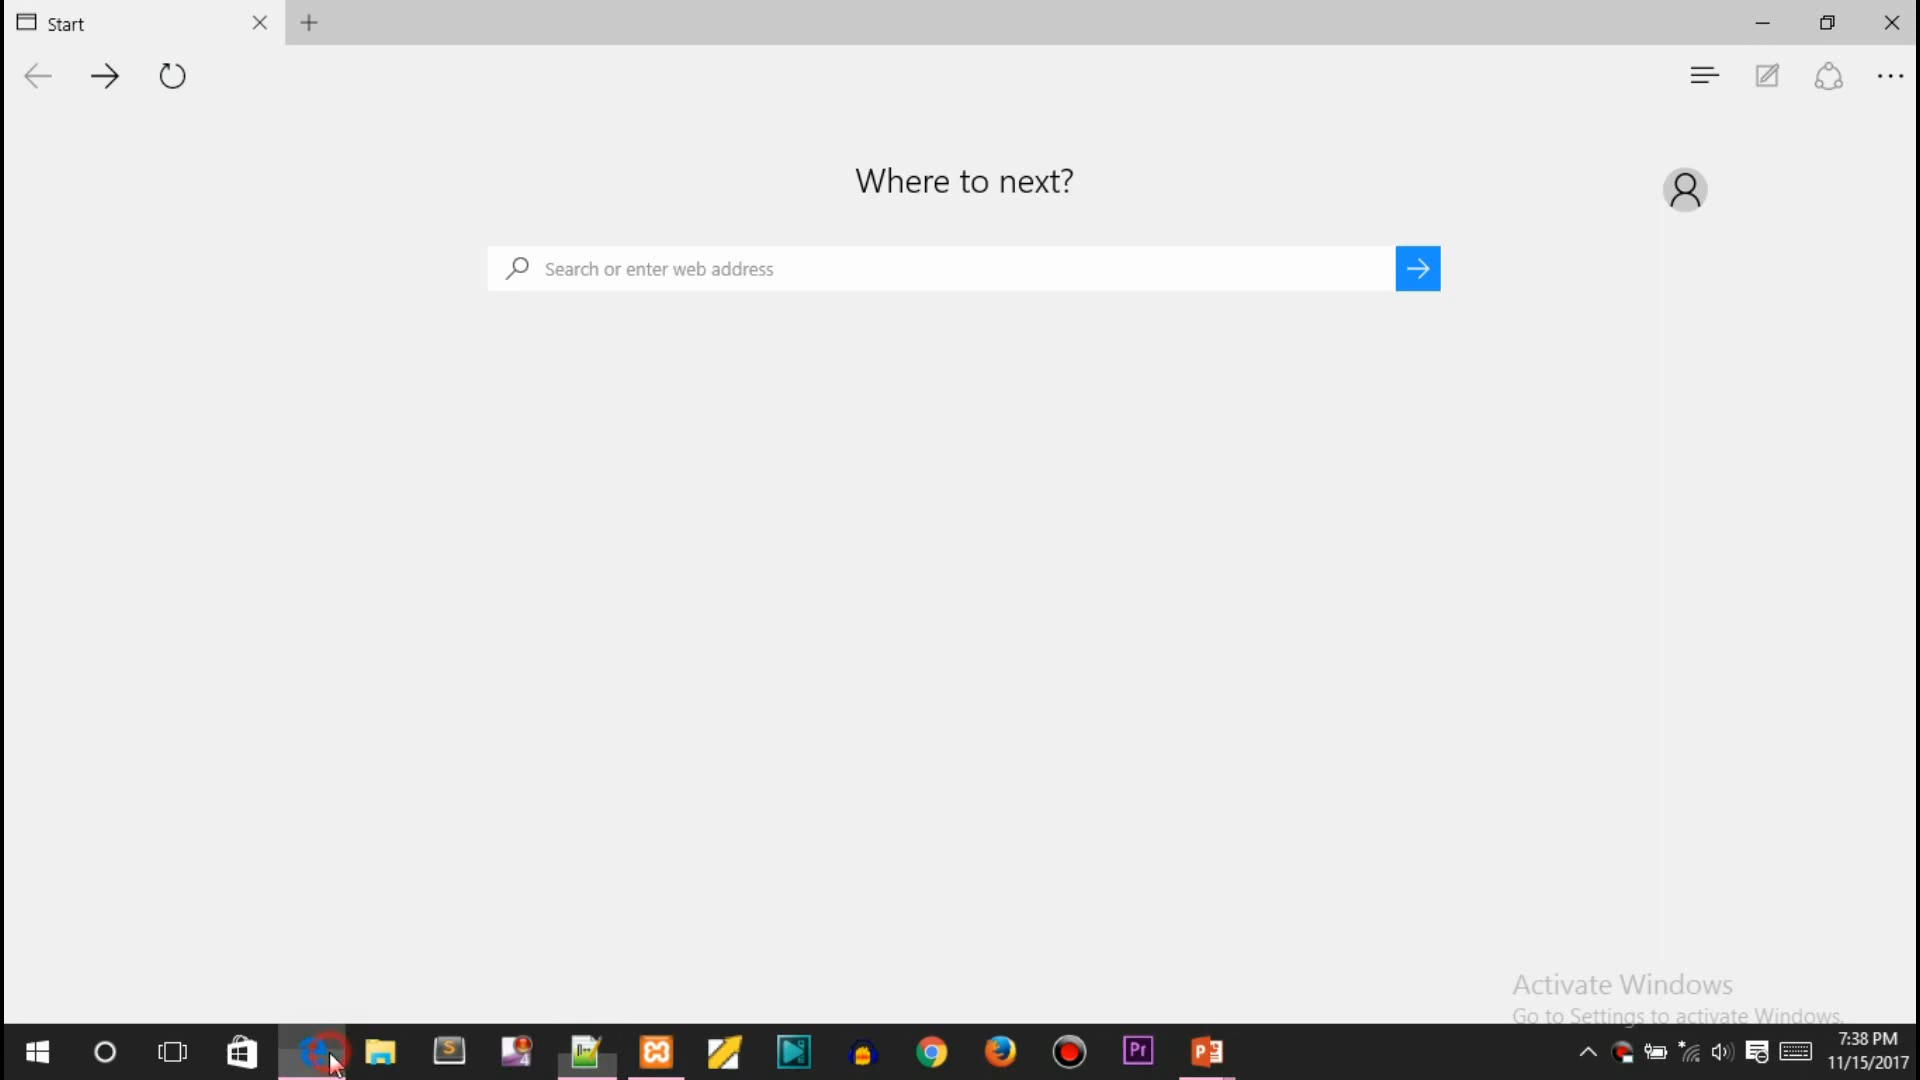 Start
Where to next?
Search or enter web address
Activate Windows
Go to Settings to activate Windows.
7:38 PM
11/15/2017